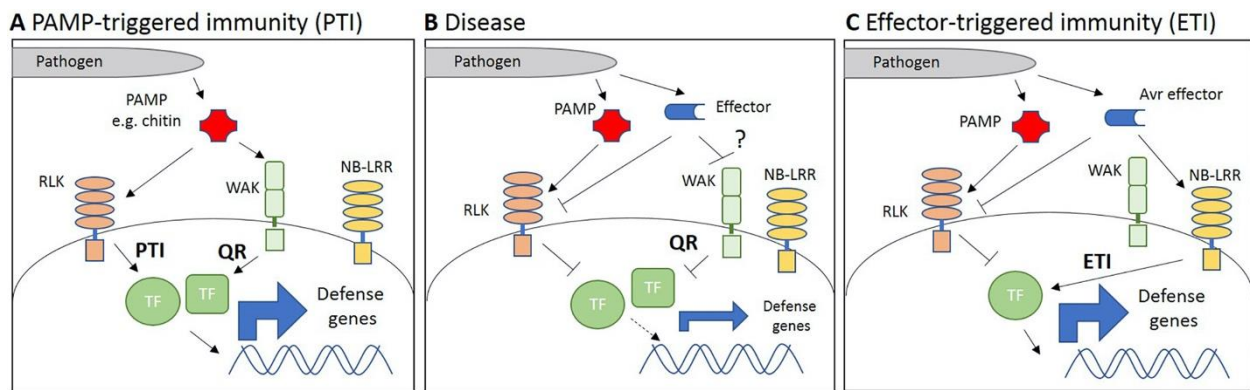 A PAMP-triggered immunity (PTI)
Pathogen
PAMP
e.g. chitin
RLK
WAK
NB-LRR
PTI
QR
TF
TF
Defense
genes
B Disease
Pathogen
PAMP
Effector
?
RLK
WAK
NB-LRR
QR
TF
TF
Defense
genes
C Effector-triggered immunity (ETI)
Pathogen
PAMP
Avr effector
RLK
WAK
NB-LRR
ETI
TF
Defense
genes